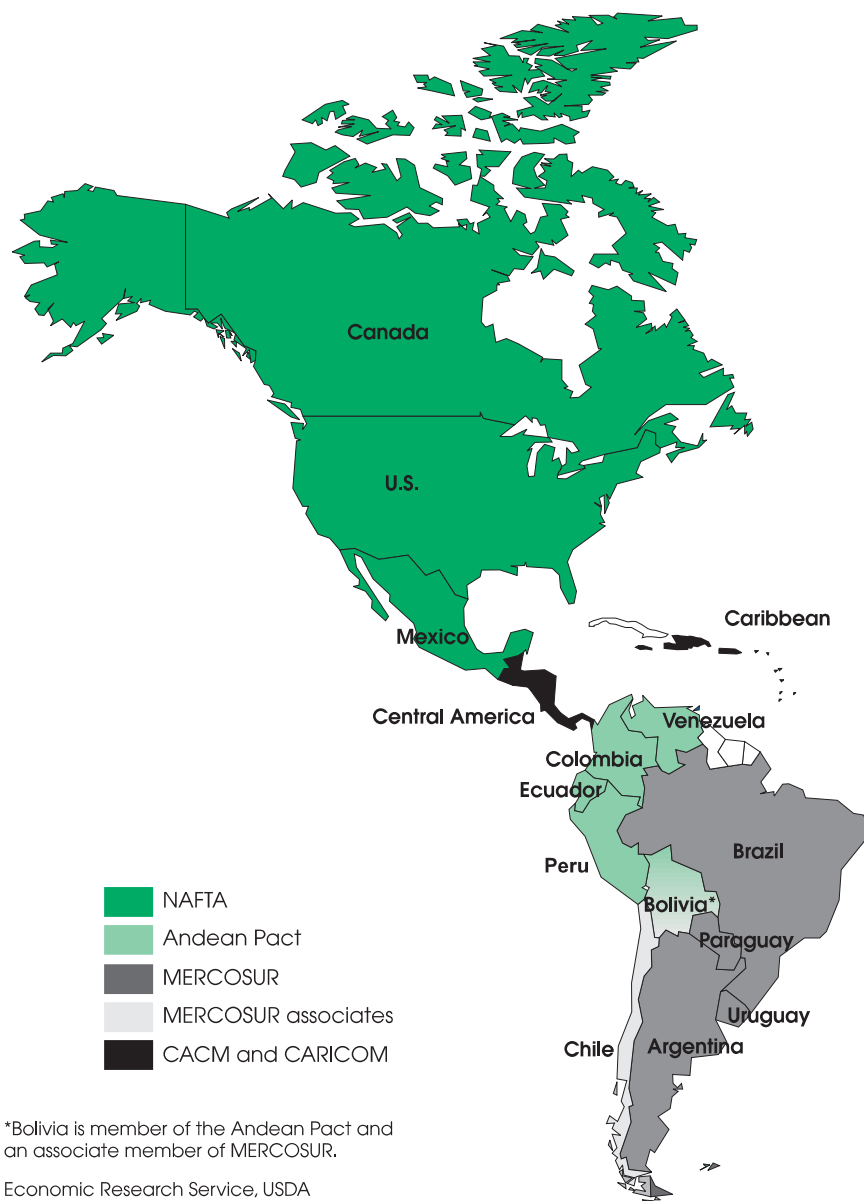 Canada
U.S.
Caribbean
Mexico
Central America
Venezuela
Colombia
Ecuador
Brazil
Peru
Bolivia*
Paraguay
Uruguay
Chile
Argentina
NAFTA
Andean Pact
MERCOSUR
MERCOSUR associates
CACM and CARICOM
*Bolivia is member of the Andean Pact and
an associate member of MERCOSUR.
Economic Research Service, USDA